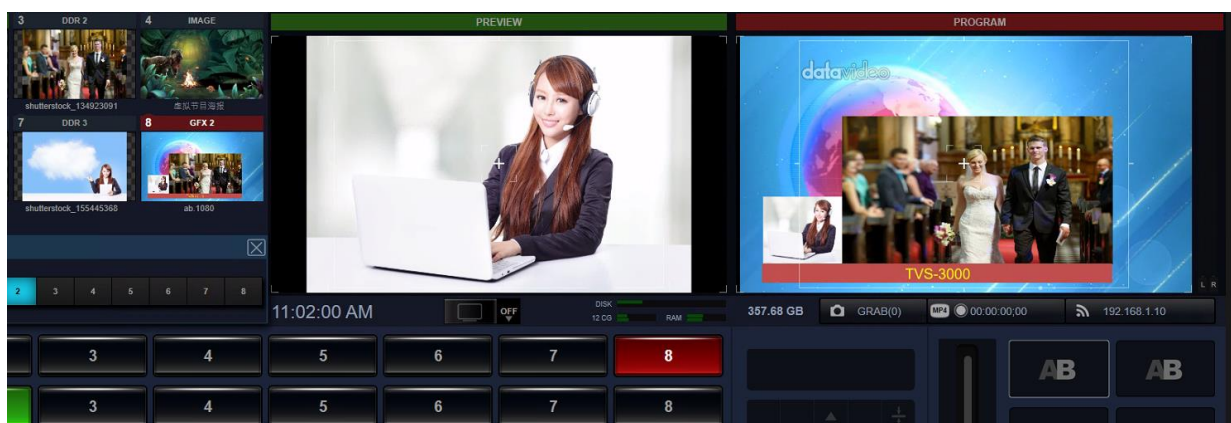 3 DDR 2
4 IMAGE
PREVIEW
PROGRAM
shutterstock_134923091
虚拟节目海报
datavideo
7 DDR 3
8 GFX 2
shutterstock_155445368
ab.1080
TVS-3000
2 3 4 5 6 7 8
L R
11:02:00 AM
OFF
DISK
12 CG
RAM
357.68 GB
GRAB(0)
MP4
00:00:00;00
192.168.1.10
3 4 5 6 7 8
AB AB
3 4 5 6 7 8